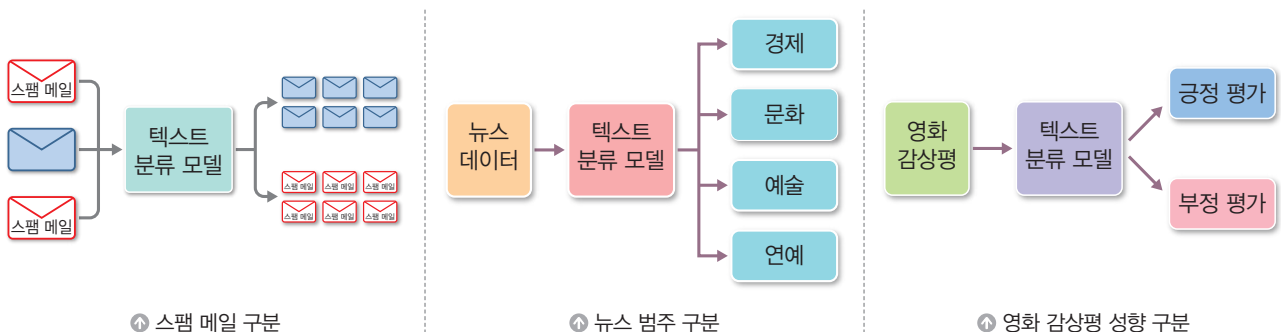 스팸 메일
스팸 메일
텍스트
분류 모델
스팸 메일 스팸 메일 스팸 메일
스팸 메일 스팸 메일 스팸 메일
스팸 메일 구분
뉴스
데이터
텍스트
분류 모델
경제
문화
예술
연예
뉴스 범주 구분
영화
감상평
텍스트
분류 모델
긍정 평가
부정 평가
영화 감상평 성향 구분